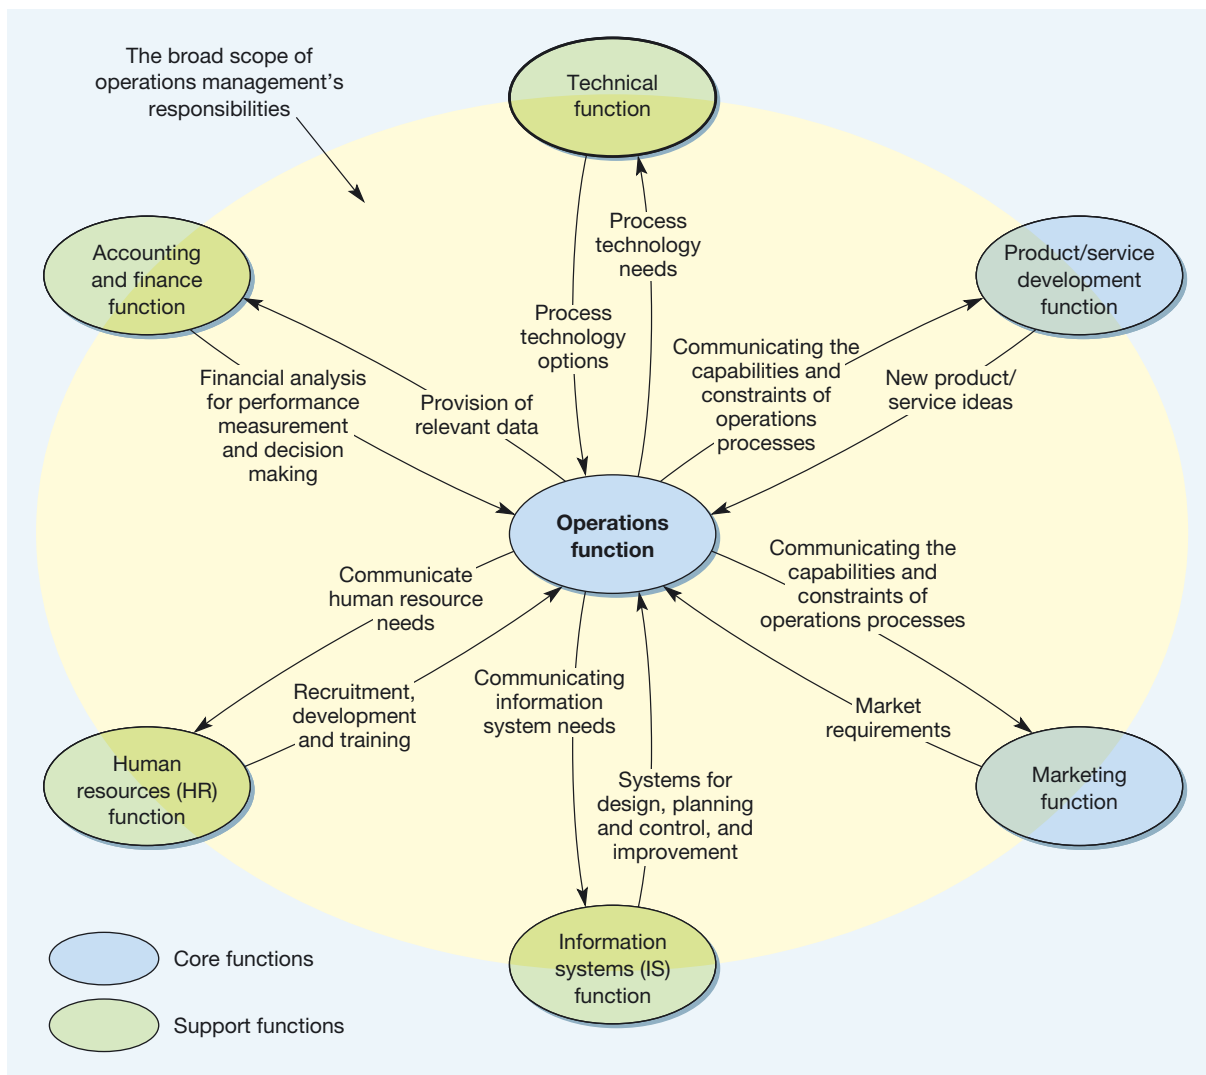 The broad scope of
operations management’s
responsibilities
Technical
function
Accounting
and finance
function
Product/service
development
function
Process
technology
needs
Process
technology
options
Communicating the
capabilities and
constraints of
operations
processes
New product/
service ideas
Financial analysis
for performance
measurement
and decision
making
Provision of
relevant data
Operations
function
Communicate
human resource
needs
Communicating the
capabilities and
constraints of
operations processes
Recruitment,
development
and training
Communicating
information
system needs
Market
requirements
Human
resources (HR)
function
Systems for
design, planning
and control, and
improvement
Marketing
function
Information
systems (IS)
function
Core functions
Support functions